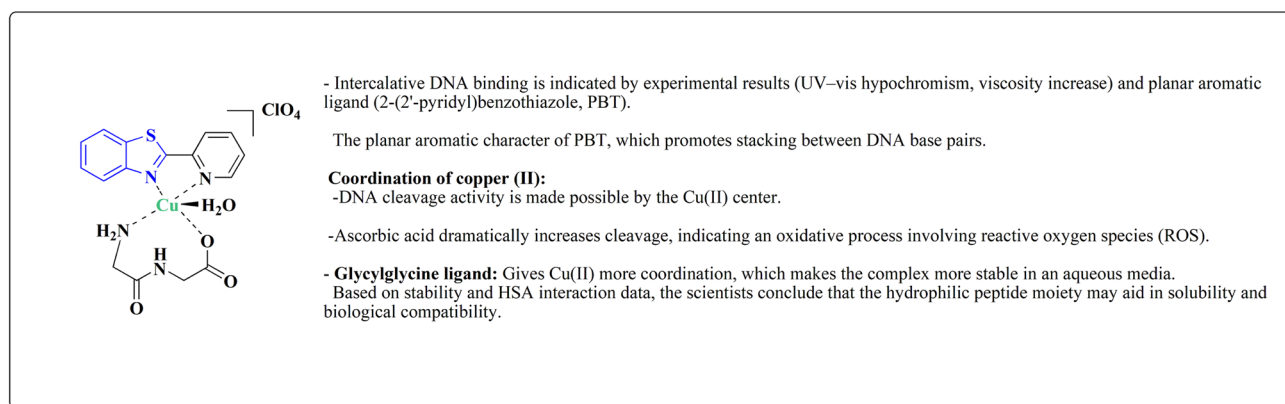 - Intercalative DNA binding is indicated by experimental results (UV–vis hypochromism, viscosity increase) and planar aromatic
ligand (2-(2'-pyridyl)benzothiazole, PBT).
The planar aromatic character of PBT, which promotes stacking between DNA base pairs.
Coordination of copper (II):
-DNA cleavage activity is made possible by the Cu(II) center.
-Ascorbic acid dramatically increases cleavage, indicating an oxidative process involving reactive oxygen species (ROS).
- Glycylglycine ligand: Gives Cu(II) more coordination, which makes the complex more stable in an aqueous media.
Based on stability and HSA interaction data, the scientists conclude that the hydrophilic peptide moiety may aid in solubility and
biological compatibility.
ClO4
S
N
N
Cu
H2O
H2N
O
H
N
O
O